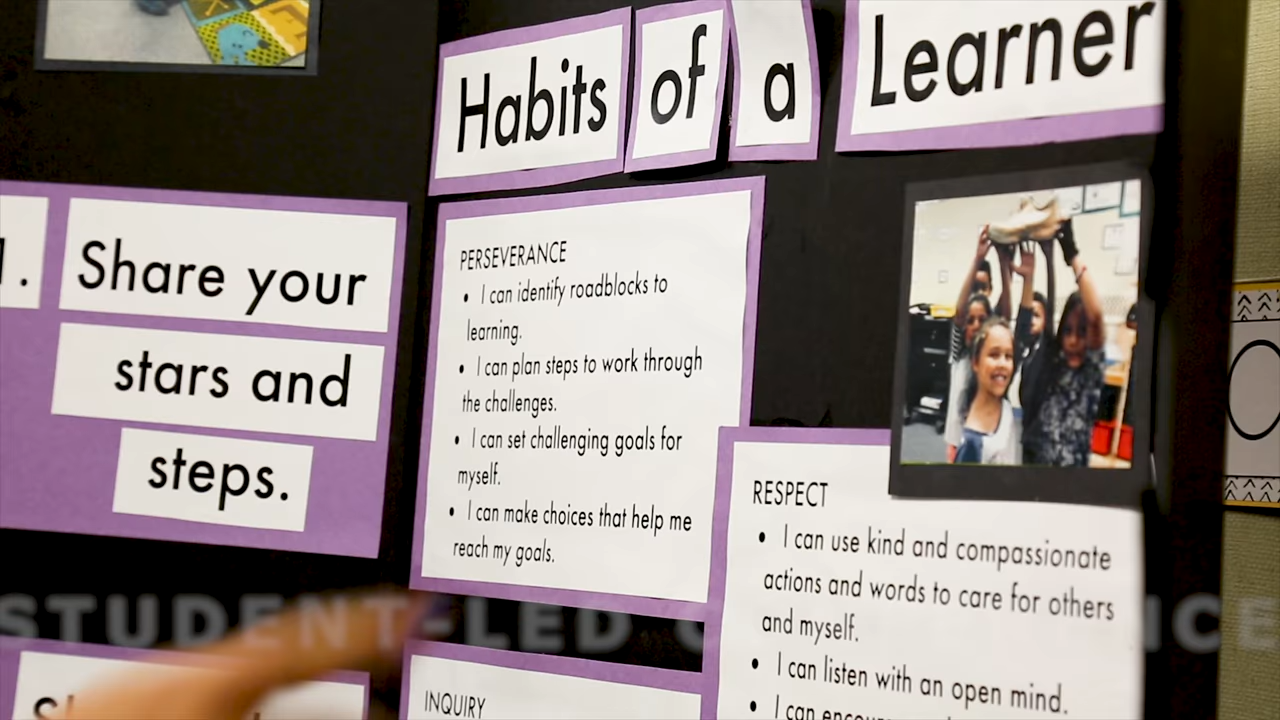 Habits of a Learner
Share your
stars and
steps.
PERSEVERANCE
• I can identify roadblocks to
learning.
• I can plan steps to work through
the challenges.
• I can set challenging goals for
myself.
• I can make choices that help me
reach my goals.
RESPECT
• I can use kind and compassionate
actions and words to care for others
and myself.
• I can listen with an open mind.
• I can
INQUIRY
STUDENT-LED